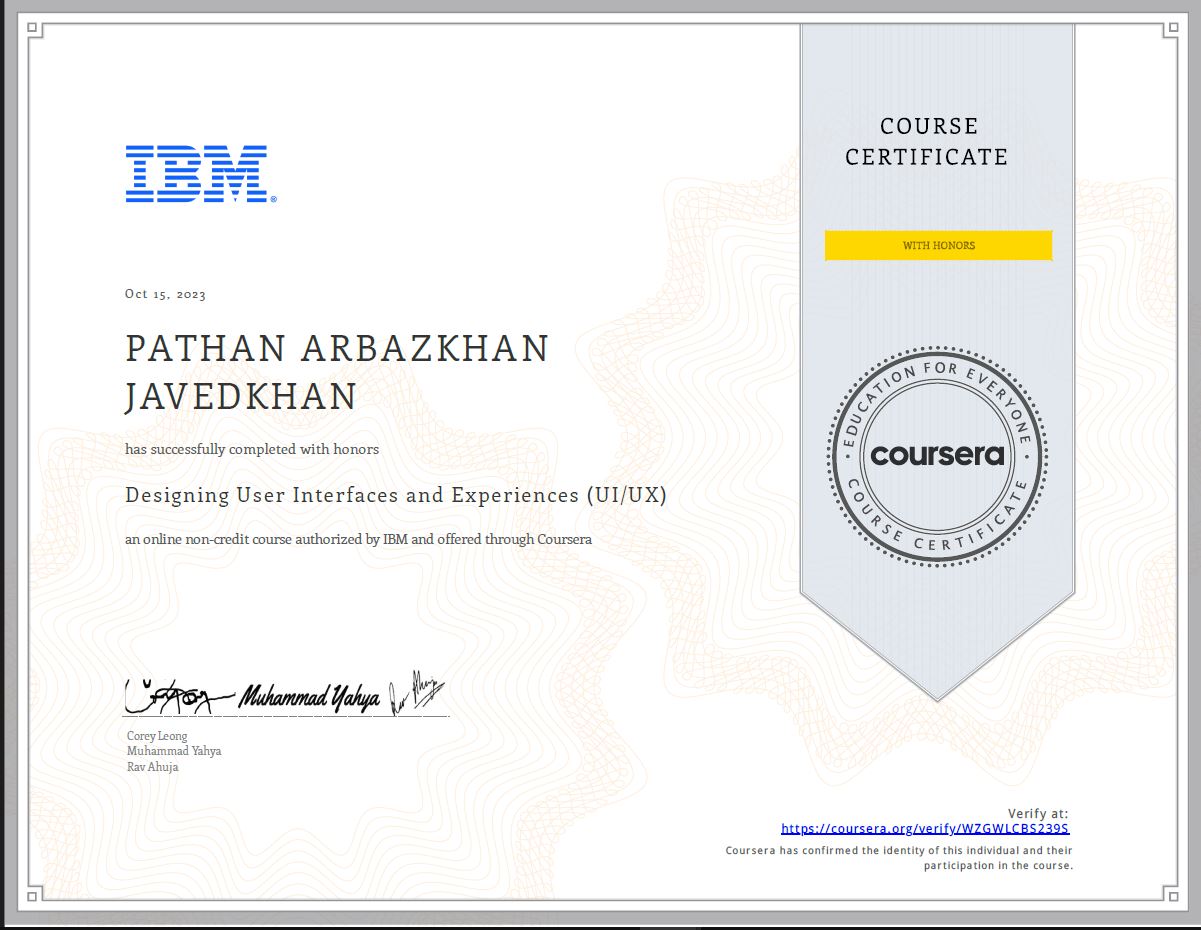 IBM®
COURSE
CERTIFICATE
WITH HONORS
Oct 15, 2023
PATHAN ARBAZKHAN
JAVEDKHAN
has successfully completed with honors
Designing User Interfaces and Experiences (UI/UX)
an online non-credit course authorized by IBM and offered through Coursera
EDUCATION FOR EVERYONE
coursera
COURSE CERTIFICATE
Muhammad Yahya
Corey Leong
Muhammad Yahya
Rav Ahuja
Verify at:
https://coursera.org/verify/WZGWLCBS239S
Coursera has confirmed the identity of this individual and their
participation in the course.